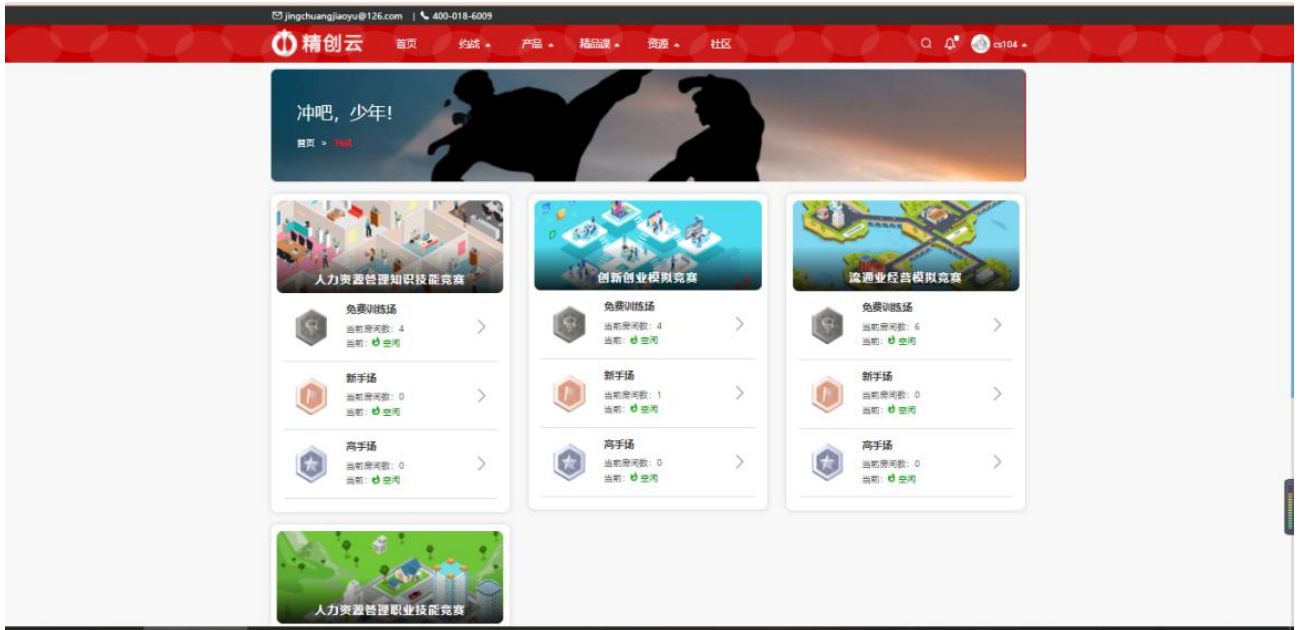 jingchuangjiaoyu@126.com | 400-018-6009
精创云 首页 约战 产品 精品课 资源 社区 cs104
冲吧，少年！
首页 > 约战
人力资源管理知识技能竞赛
免费训练场
当前房间数：4
当前：空闲
新手场
当前房间数：0
当前：空闲
高手场
当前房间数：0
当前：空闲
创新创业模拟竞赛
免费训练场
当前房间数：4
当前：空闲
新手场
当前房间数：1
当前：空闲
高手场
当前房间数：0
当前：空闲
流通业经营模拟竞赛
免费训练场
当前房间数：6
当前：空闲
新手场
当前房间数：0
当前：空闲
高手场
当前房间数：0
当前：空闲
人力资源管理职业技能竞赛